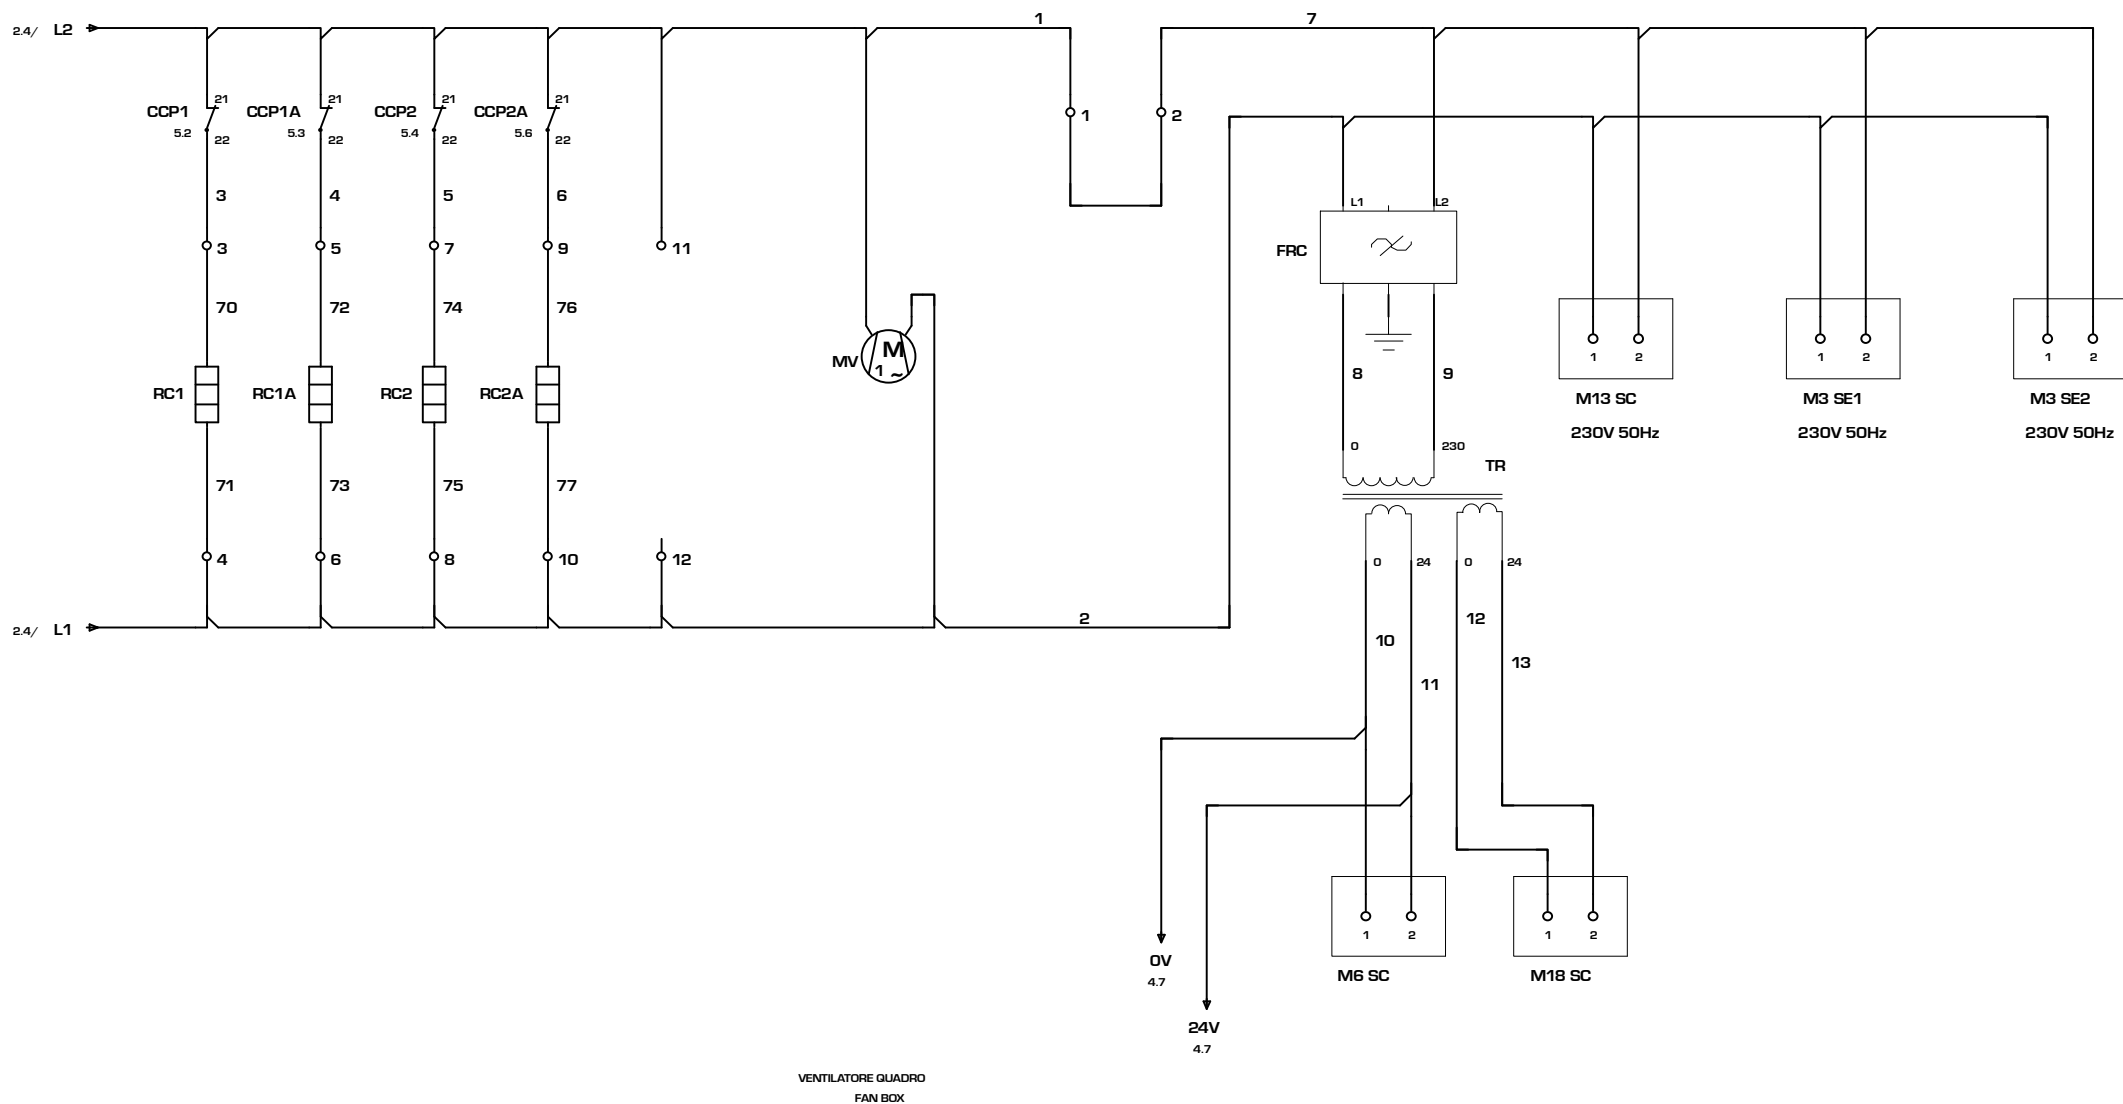 1
7
2.4/ L2
21 21 21 21
CCP1 CCP1A CCP2 CCP2A
1 2
5.2 5.3 5.4 5.6
22 22 22 22
3 4 5 6
L1 L2
3 5 7 9 11
FRC
70 72 74 76
M
1 ~
MV
1 2 1 2 1 2
8 9
RC1 RC1A RC2 RC2A
M13 SC M3 SE1 M3 SE2
230V 50Hz 230V 50Hz 230V 50Hz
0 230
TR
71 73 75 77
4 6 8 10 12
0 24 0 24
2.4/ L1
2
12
10
13
11
1 2 1 2
0V
M6 SC M18 SC
4.7
24V
4.7
VENTILATORE QUADRO
FAN BOX